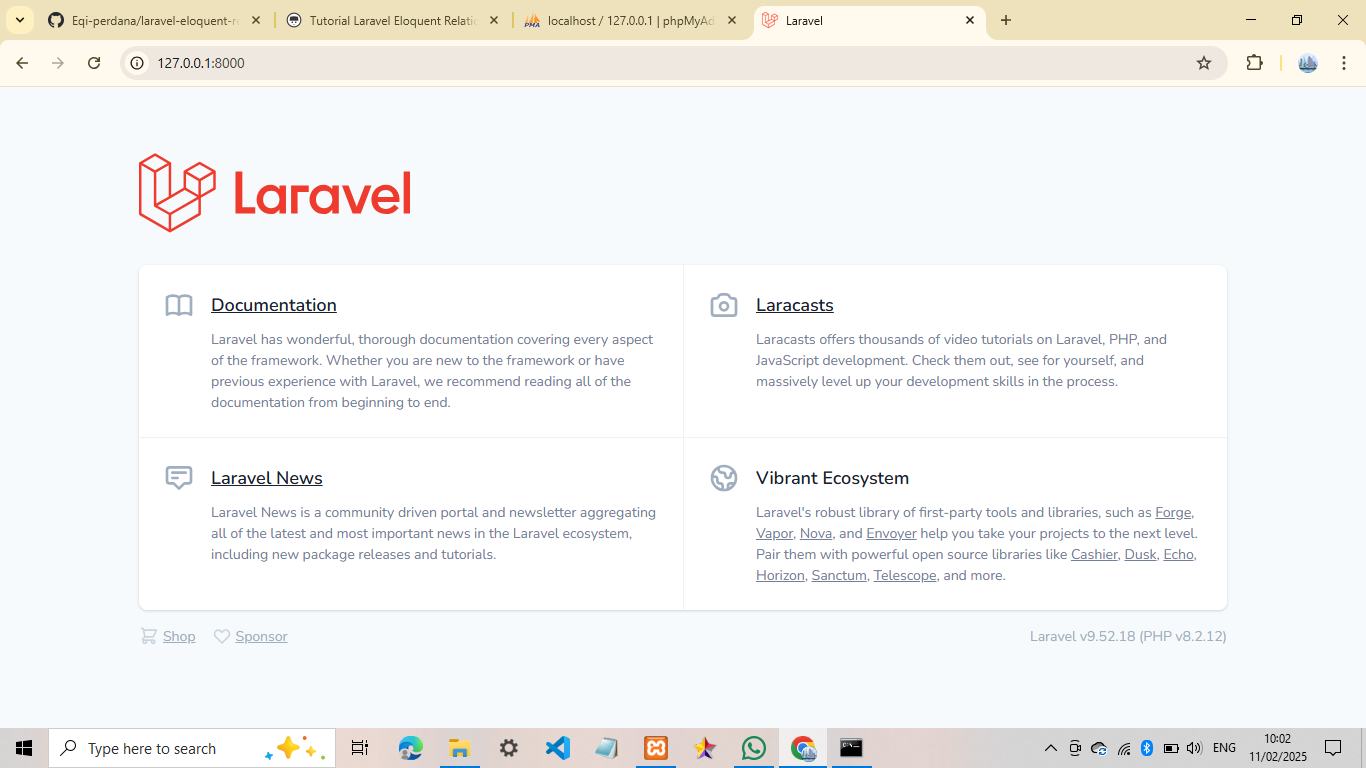 Eqi-perdana/laravel-eloquent-re
Tutorial Laravel Eloquent Relatio
localhost / 127.0.0.1 | phpMyAd
Laravel
127.0.0.1:8000
Laravel
Documentation
Laravel has wonderful, thorough documentation covering every aspect
of the framework. Whether you are new to the framework or have
previous experience with Laravel, we recommend reading all of the
documentation from beginning to end.
Laracasts
Laracasts offers thousands of video tutorials on Laravel, PHP, and
JavaScript development. Check them out, see for yourself, and
massively level up your development skills in the process.
Laravel News
Laravel News is a community driven portal and newsletter aggregating
all of the latest and most important news in the Laravel ecosystem,
including new package releases and tutorials.
Vibrant Ecosystem
Laravel's robust library of first-party tools and libraries, such as Forge,
Vapor, Nova, and Envoyer help you take your projects to the next level.
Pair them with powerful open source libraries like Cashier, Dusk, Echo,
Horizon, Sanctum, Telescope, and more.
Shop
Sponsor
Laravel v9.52.18 (PHP v8.2.12)
Type here to search
ENG
10:02
11/02/2025